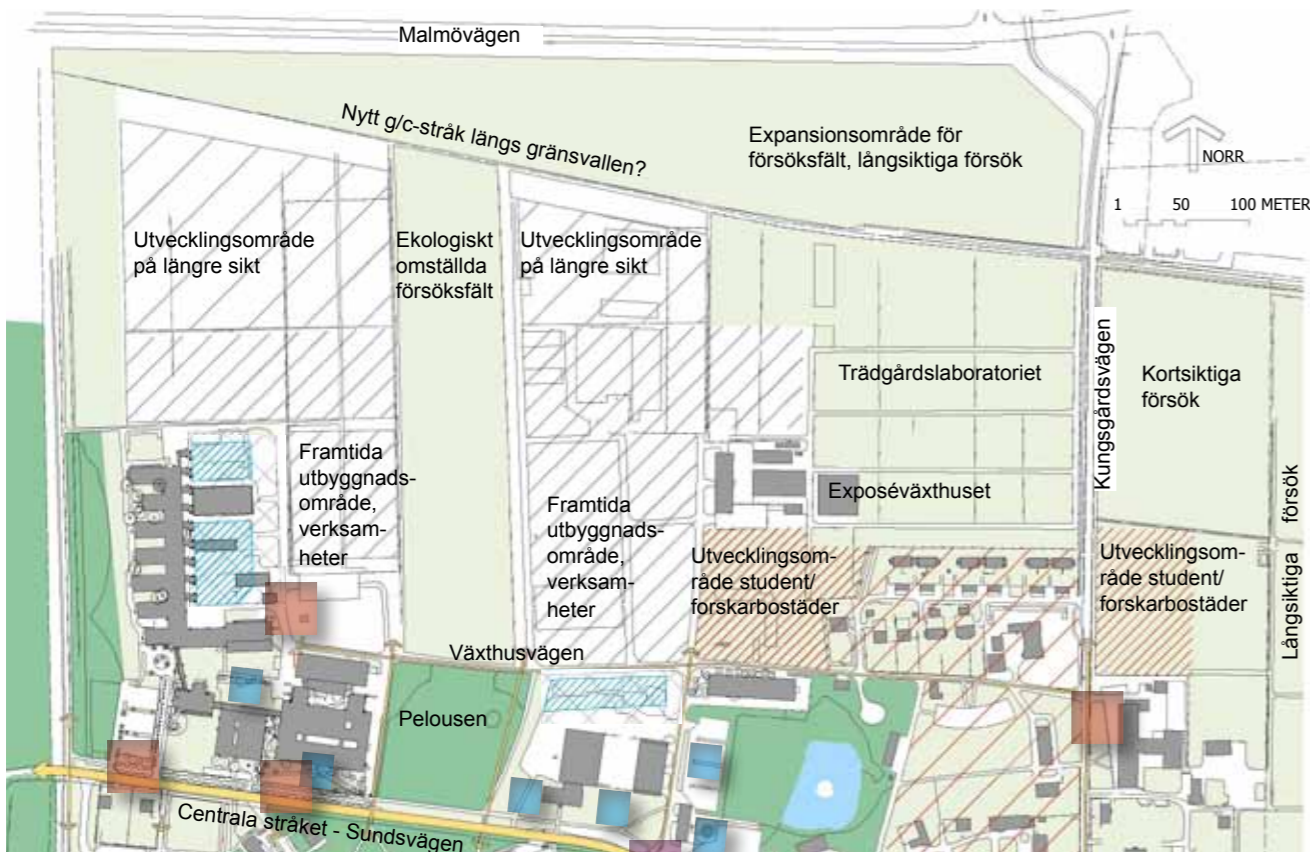 Malmövägen
Nytt g/c-stråk längs gränsvallen?
Expansionsområde för
försöksfält, långsiktiga försök
NORR
1 50 100 METER
Utvecklingsområde
på längre sikt
Ekologiskt
omställda
försöksfält
Utvecklingsområde
på längre sikt
Trädgårdslaboratoriet
Kungsgårdsvägen
Kortsiktiga
försök
Långsiktiga försök
Framtida
utbyggnads-
område,
verksam-
heter
Exposéväxthuset
Framtida
utbyggnads-
område,
verksam-
heter
Utvecklingsom-
råde student/
forskarbostäder
Utvecklingsom-
råde student/
forskarbostäder
Växthusvägen
Pelousen
Centrala stråket - Sundsvägen